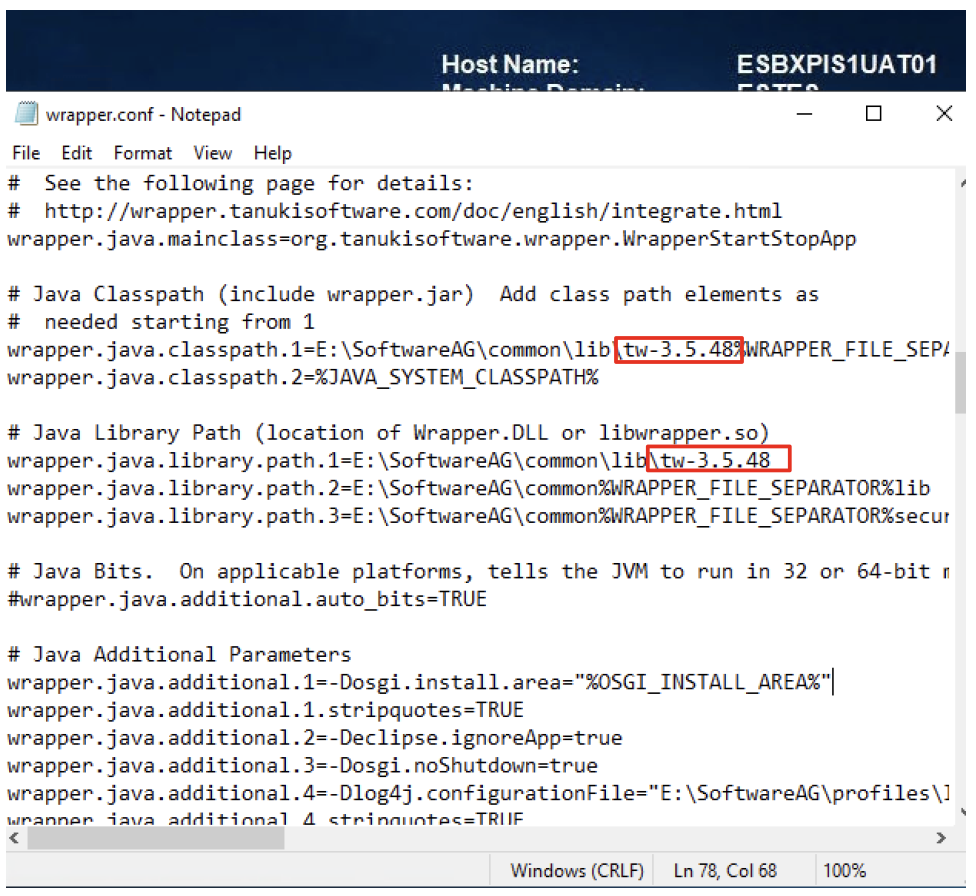 Host Name: ESBXPIS1UAT01
Machine Domain: ESTES
wrapper.conf - Notepad
File Edit Format View Help
#  See the following page for details:
#  http://wrapper.tanukisoftware.com/doc/english/integrate.html
wrapper.java.mainclass=org.tanukisoftware.wrapper.WrapperStartStopApp
# Java Classpath (include wrapper.jar)  Add class path elements as
#  needed starting from 1
wrapper.java.classpath.1=E:\SoftwareAG\common\lib\tw-3.5.48%WRAPPER_FILE_SEPA
wrapper.java.classpath.2=%JAVA_SYSTEM_CLASSPATH%
# Java Library Path (location of Wrapper.DLL or libwrapper.so)
wrapper.java.library.path.1=E:\SoftwareAG\common\lib\tw-3.5.48
wrapper.java.library.path.2=E:\SoftwareAG\common%WRAPPER_FILE_SEPARATOR%lib
wrapper.java.library.path.3=E:\SoftwareAG\common%WRAPPER_FILE_SEPARATOR%secur
# Java Bits.  On applicable platforms, tells the JVM to run in 32 or 64-bit m
#wrapper.java.additional.auto_bits=TRUE
# Java Additional Parameters
wrapper.java.additional.1=-Dosgi.install.area="%OSGI_INSTALL_AREA%"
wrapper.java.additional.1.stripquotes=TRUE
wrapper.java.additional.2=-Declipse.ignoreApp=true
wrapper.java.additional.3=-Dosgi.noShutdown=true
wrapper.java.additional.4=-Dlog4j.configurationFile="E:\SoftwareAG\profiles\I
wrapper.java.additional.4.stripquotes=TRUE
Windows (CRLF) Ln 78, Col 68 100%